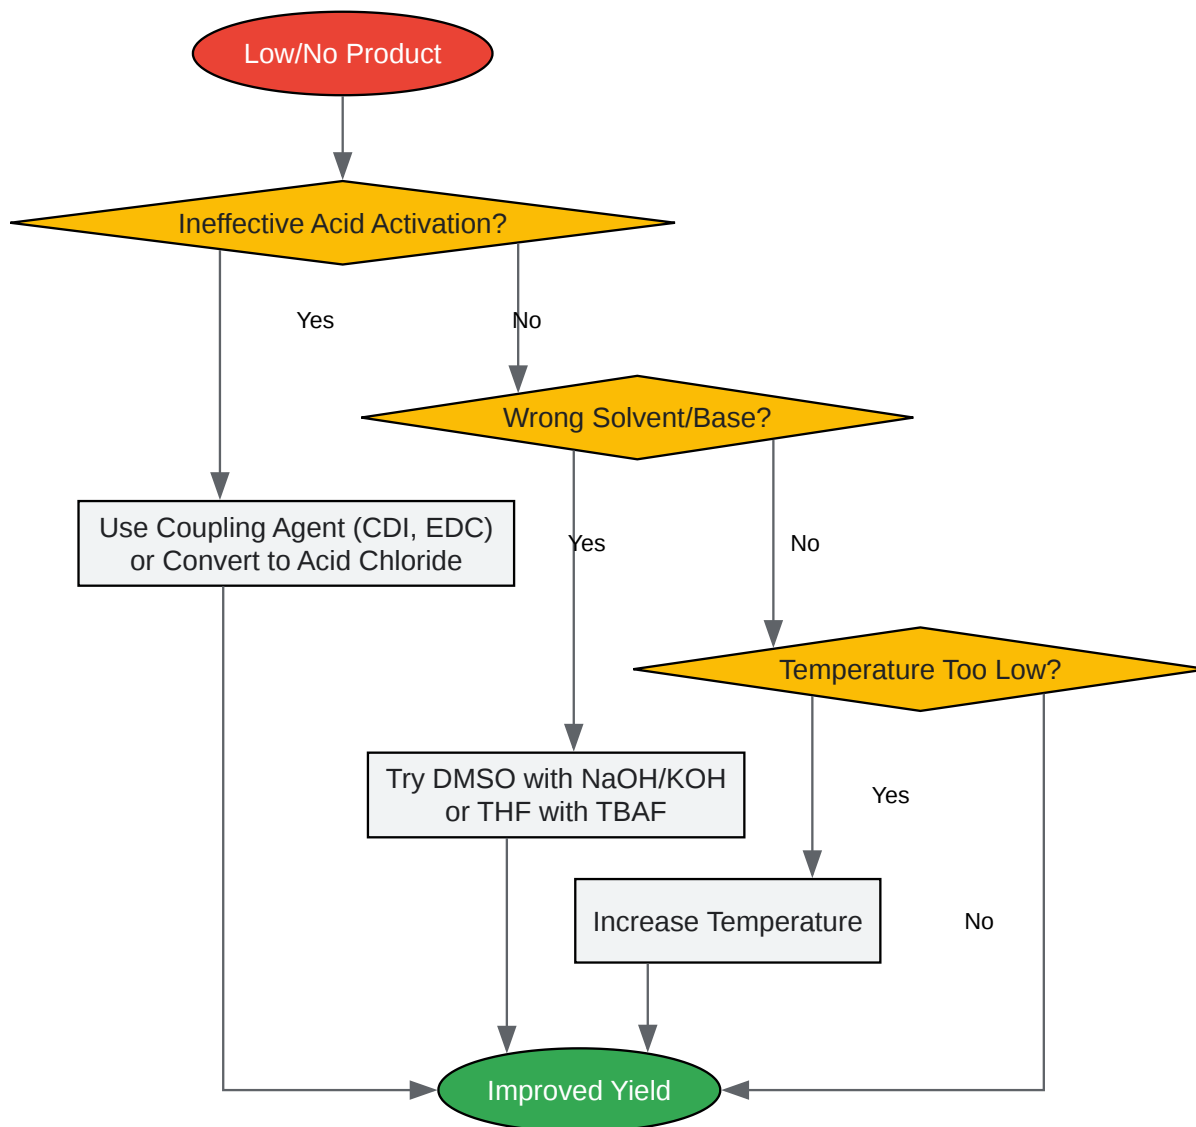 Low/No Product
Ineffective Acid Activation?
Yes
No
Wrong Solvent/Base?
Use Coupling Agent (CDI, EDC)
or Convert to Acid Chloride
Yes
No
Temperature Too Low?
Try DMSO with NaOH/KOH
or THF with TBAF
Yes
Increase Temperature
No
Improved Yield